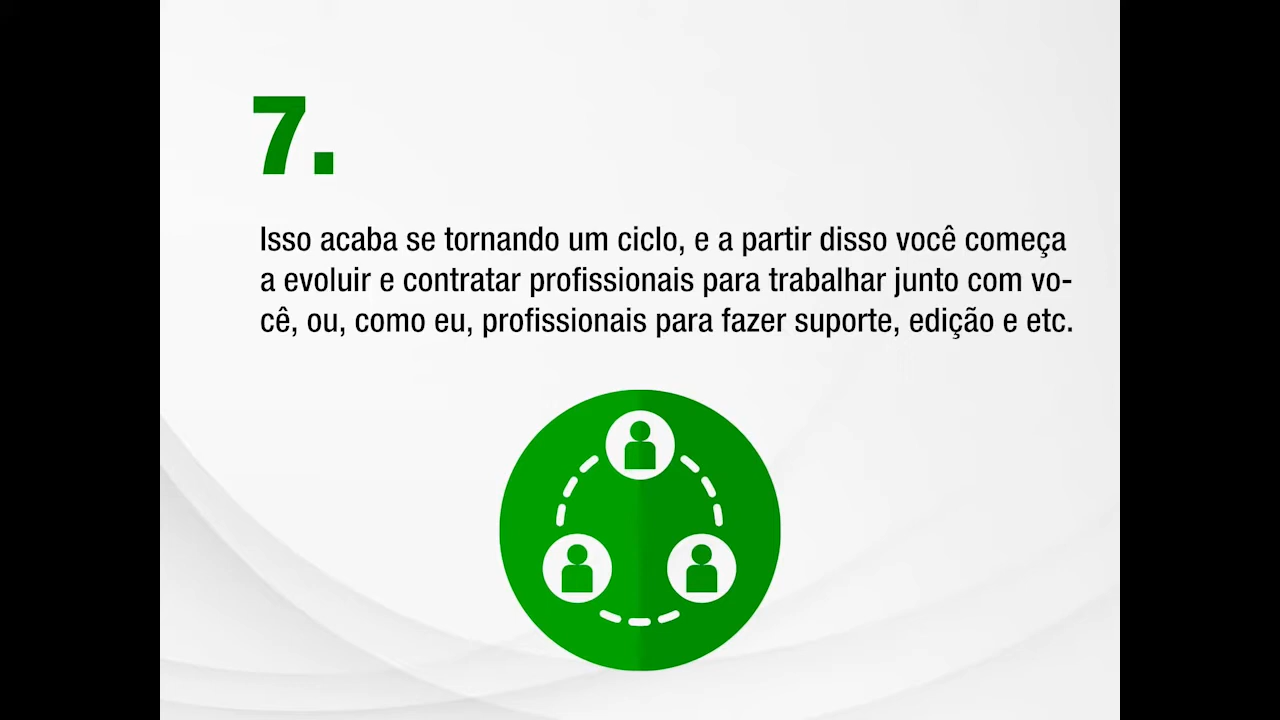 7.
Isso acaba se tornando um ciclo, e a partir disso você começa
a evoluir e contratar profissionais para trabalhar junto com vo-
cê, ou, como eu, profissionais para fazer suporte, edição e etc.